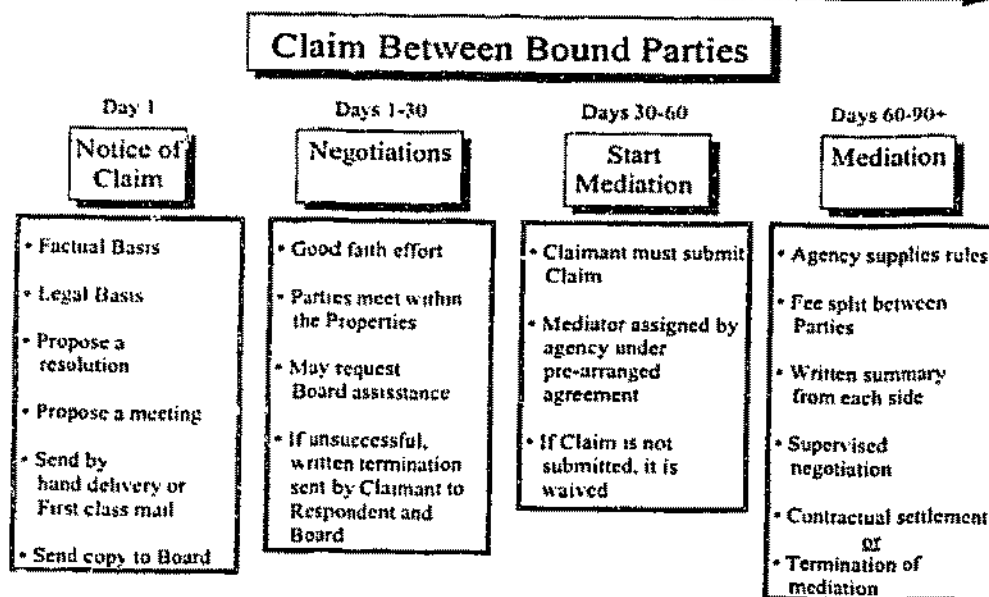 Claim Between Bound Parties
Day 1
Notice of
Claim
• Factual Basis
• Legal Basis
• Propose a
resolution
• Propose a meeting
• Send by
hand delivery or
First class mail
• Send copy to Board
Days 1-30
Negotiations
• Good faith effort
• Parties meet within
the Properties
• May request
Board assisstance
• If unsuccessful,
written termination
sent by Claimant to
Respondent and
Board
Days 30-60
Start
Mediation
• Claimant must submit
Claim
• Mediator assigned by
agency under
pre-arranged
agreement
• If Claim is not
submitted, it is
waived
Days 60-90+
Mediation
• Agency supplies rules
• Fee split between
Parties
• Written summary
from each side
• Supervised
negotiation
• Contractual settlement
or
• Termination of
mediation